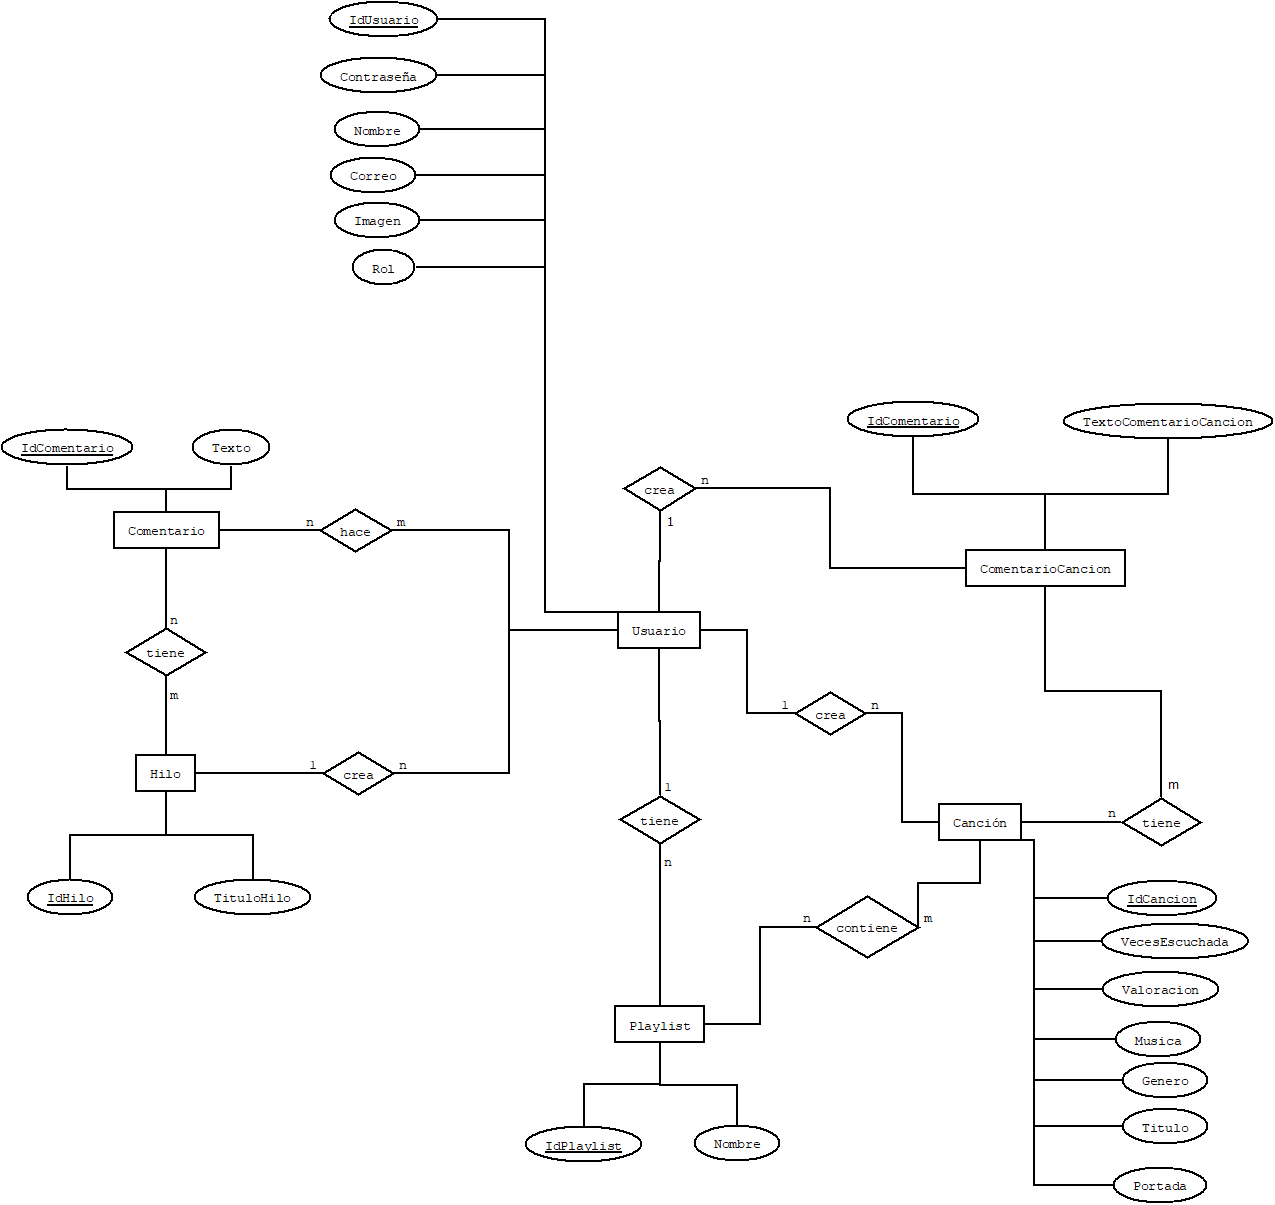 IdUsuario
Contraseña
Nombre
Correo
Imagen
Rol
IdComentario
TextoComentarioCancion
IdComentario
Texto
crea
n
1
Comentario
n
hace
m
ComentarioCancion
n
tiene
m
Usuario
1
crea
n
Hilo
1
crea
n
1
tiene
n
m
Canción
n
tiene
IdHilo
TituloHilo
n
contiene
m
IdCancion
VecesEscuchada
Valoracion
Musica
Genero
Titulo
Portada
Playlist
IdPlaylist
Nombre